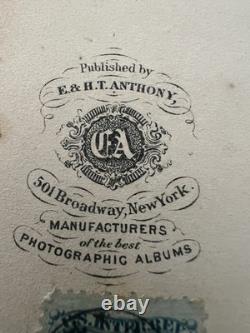 Published by
E. & H.T. ANTHONY,
EA
501 Broadway, New York
MANUFACTURERS
of the best
PHOTOGRAPHIC ALBUMS